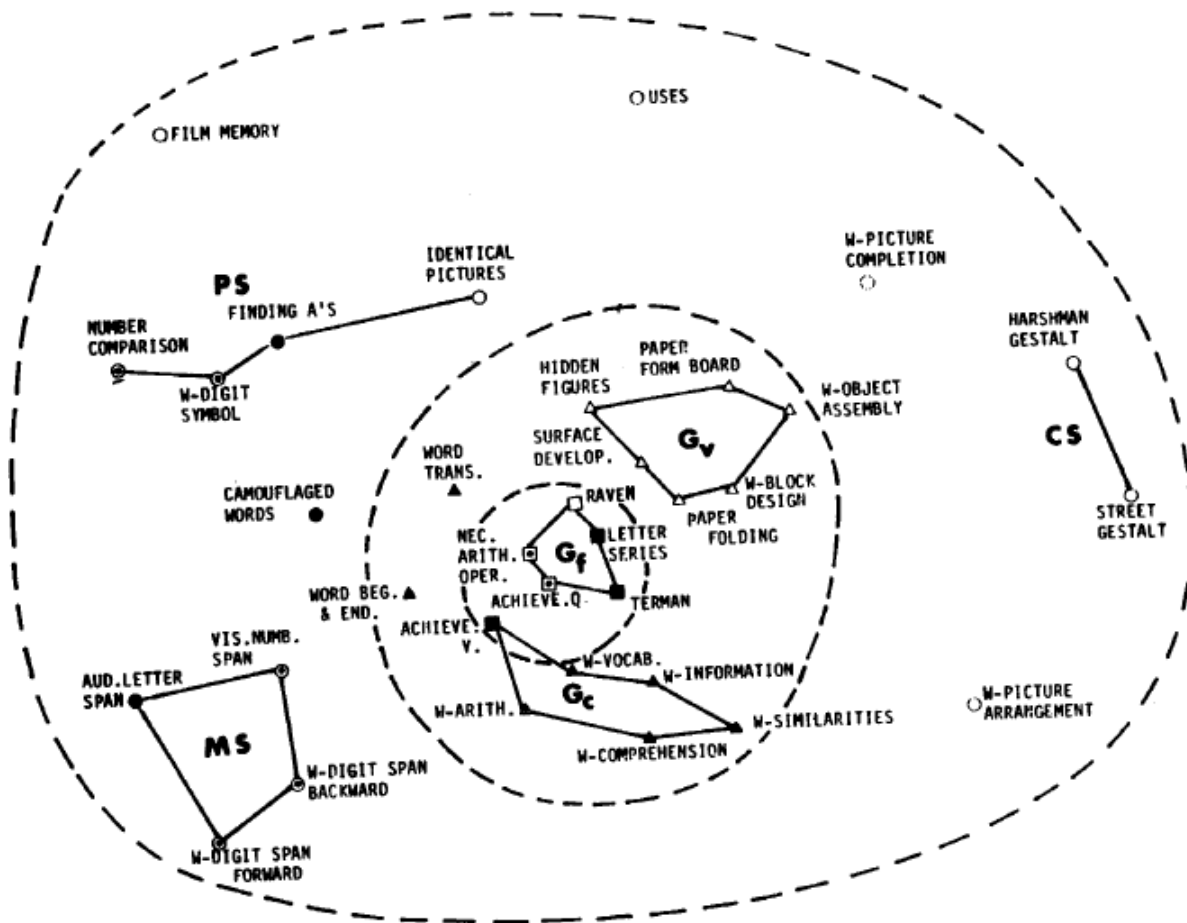 USES
FILM MEMORY
W-PICTURE
COMPLETION
IDENTICAL
PICTURES
PS
FINDING A'S
NUMBER
COMPARISON
W-DIGIT
SYMBOL
HARSHMAN
GESTALT
CS
STREET
GESTALT
PAPER
FORM BOARD
HIDDEN
FIGURES
W-OBJECT
ASSEMBLY
SURFACE
DEVELOP.
Gv
W-BLOCK
DESIGN
PAPER
FOLDING
WORD
TRANS.
CAMOUFLAGED
WORDS
RAVEN
NEC.
ARITH.
OPER.
Gf
LETTER
SERIES
ACHIEVE.Q.
TERMAN
WORD BEG.
& END.
ACHIEVE.
V.
W-VOCAB.
W-INFORMATION
Gc
W-ARITH.
W-SIMILARITIES
W-COMPREHENSION
W-PICTURE
ARRANGEMENT
VIS.NUMB.
SPAN
AUD.LETTER
SPAN
MS
W-DIGIT SPAN
BACKWARD
W-DIGIT SPAN
FORWARD